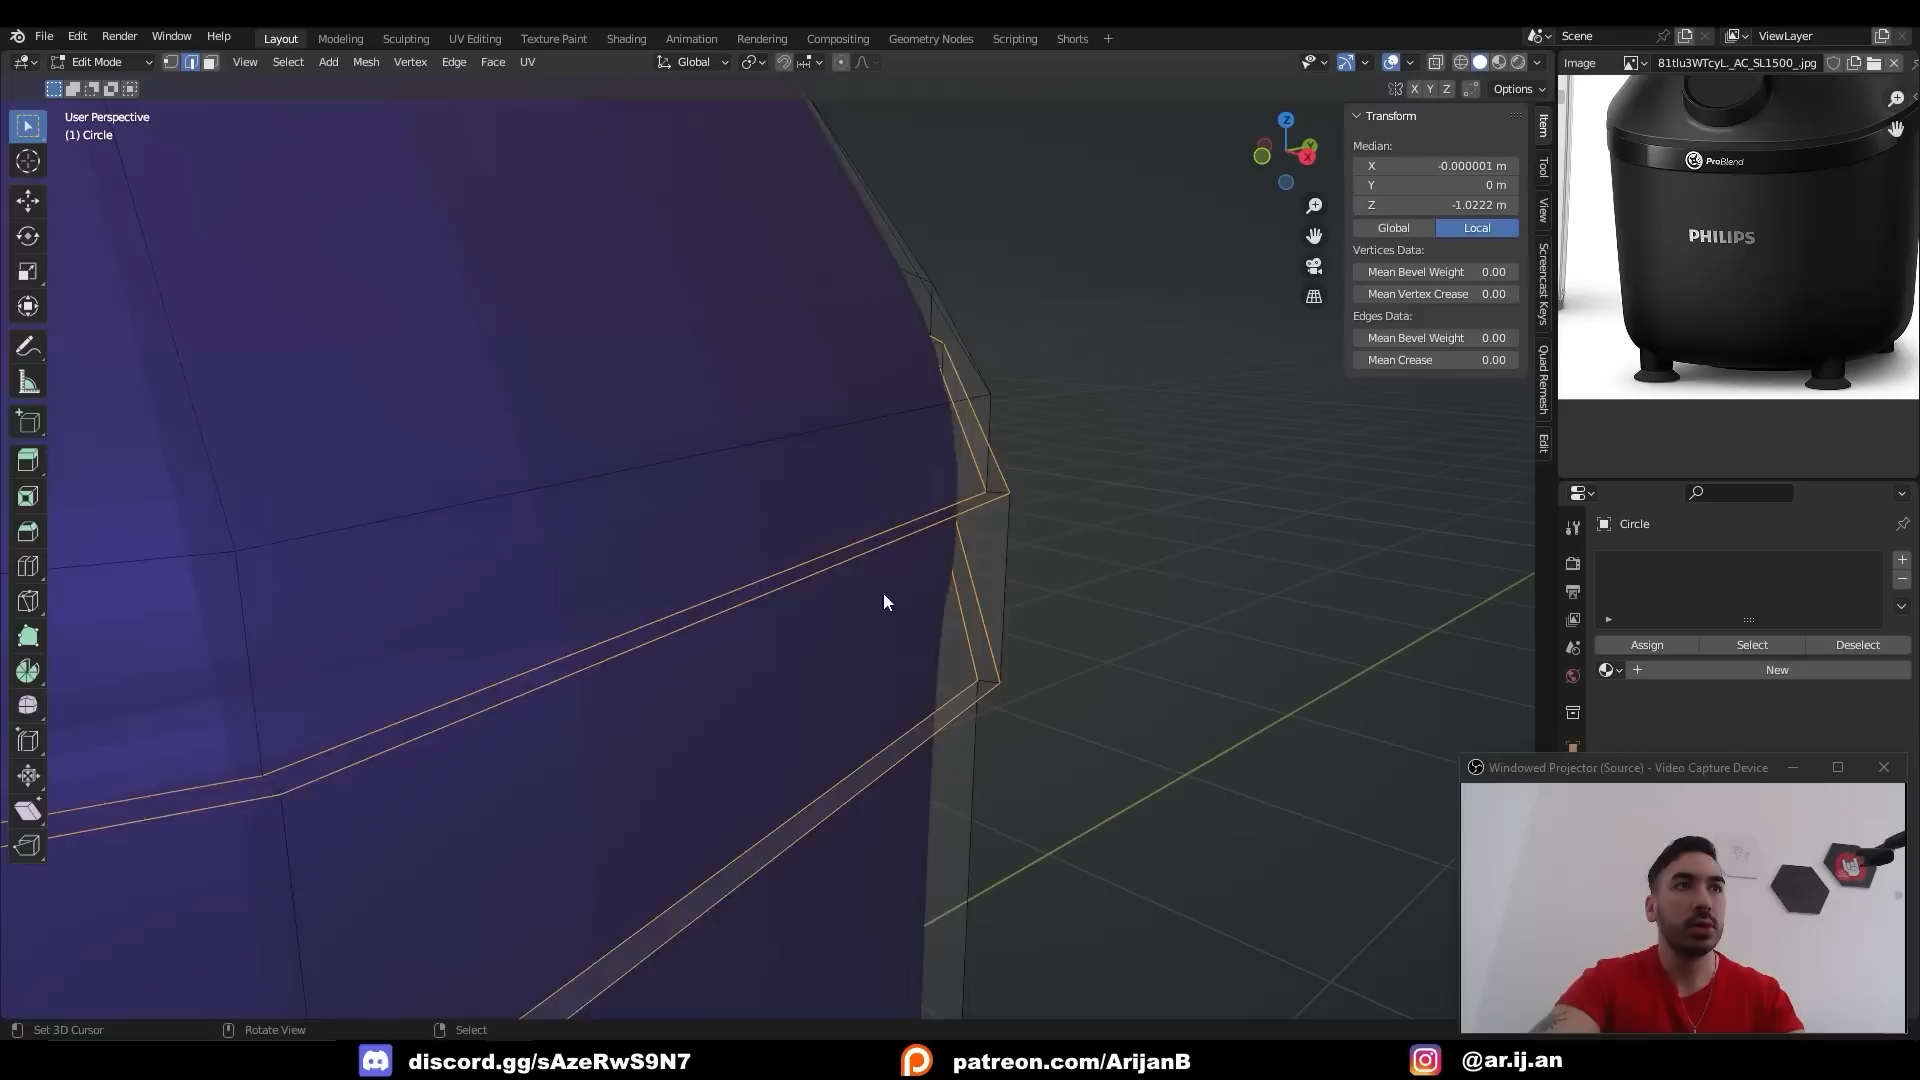 File Edit Render Window Help
Layout Modeling Sculpting UV Editing Texture Paint Shading Animation Rendering Compositing Geometry Nodes Scripting Shorts +
Scene
ViewLayer
Edit Mode
View Select Add Mesh Vertex Edge Face UV
Global
Image
81tlu3WTcyL._AC_SL1500_.jpg
X Y Z
Options
User Perspective
(1) Circle
Z
Y
X
Transform
Median:
X -0.000001 m
Y 0 m
Z -1.0222 m
Global Local
Vertices Data:
Mean Bevel Weight 0.00
Mean Vertex Crease 0.00
Edges Data:
Mean Bevel Weight 0.00
Mean Crease 0.00
Item
Tool
View
Screencast Keys
Quad Remesh
Edit
ProBlend
PHILIPS
Circle
Assign Select Deselect
New
Windowed Projector (Source) - Video Capture Device
Set 3D Cursor
Rotate View
Select
discord.gg/sAzeRwS9N7
patreon.com/ArijanB
@ar.ij.an